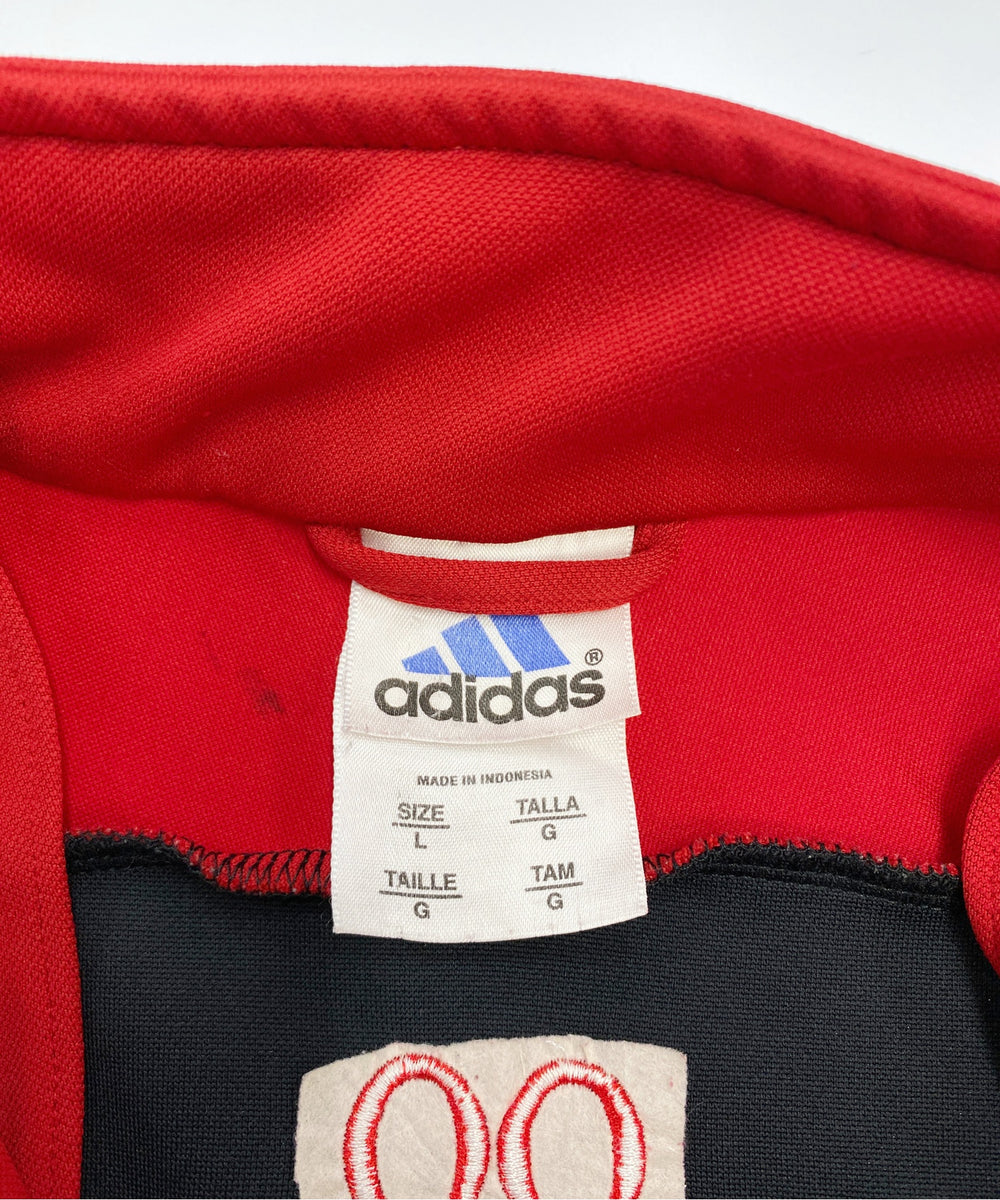 adidas®
MADE IN INDONESIA
SIZE TALLA
L G
TAILLE TAM
G G